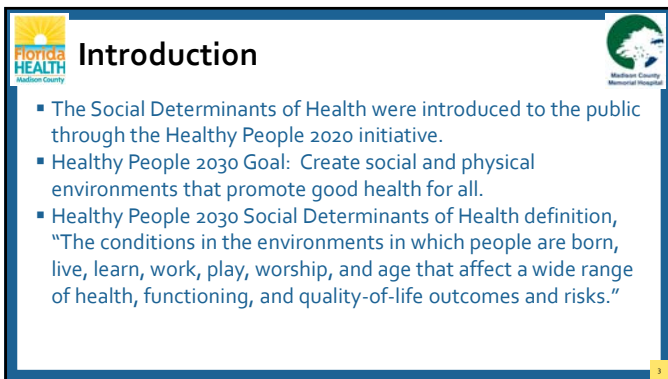 Florida
HEALTH
Madison County
Introduction
Madison County
Memorial Hospital
▪ The Social Determinants of Health were introduced to the public
through the Healthy People 2020 initiative.
▪ Healthy People 2030 Goal: Create social and physical
environments that promote good health for all.
▪ Healthy People 2030 Social Determinants of Health definition,
“The conditions in the environments in which people are born,
live, learn, work, play, worship, and age that affect a wide range
of health, functioning, and quality-of-life outcomes and risks.”
3